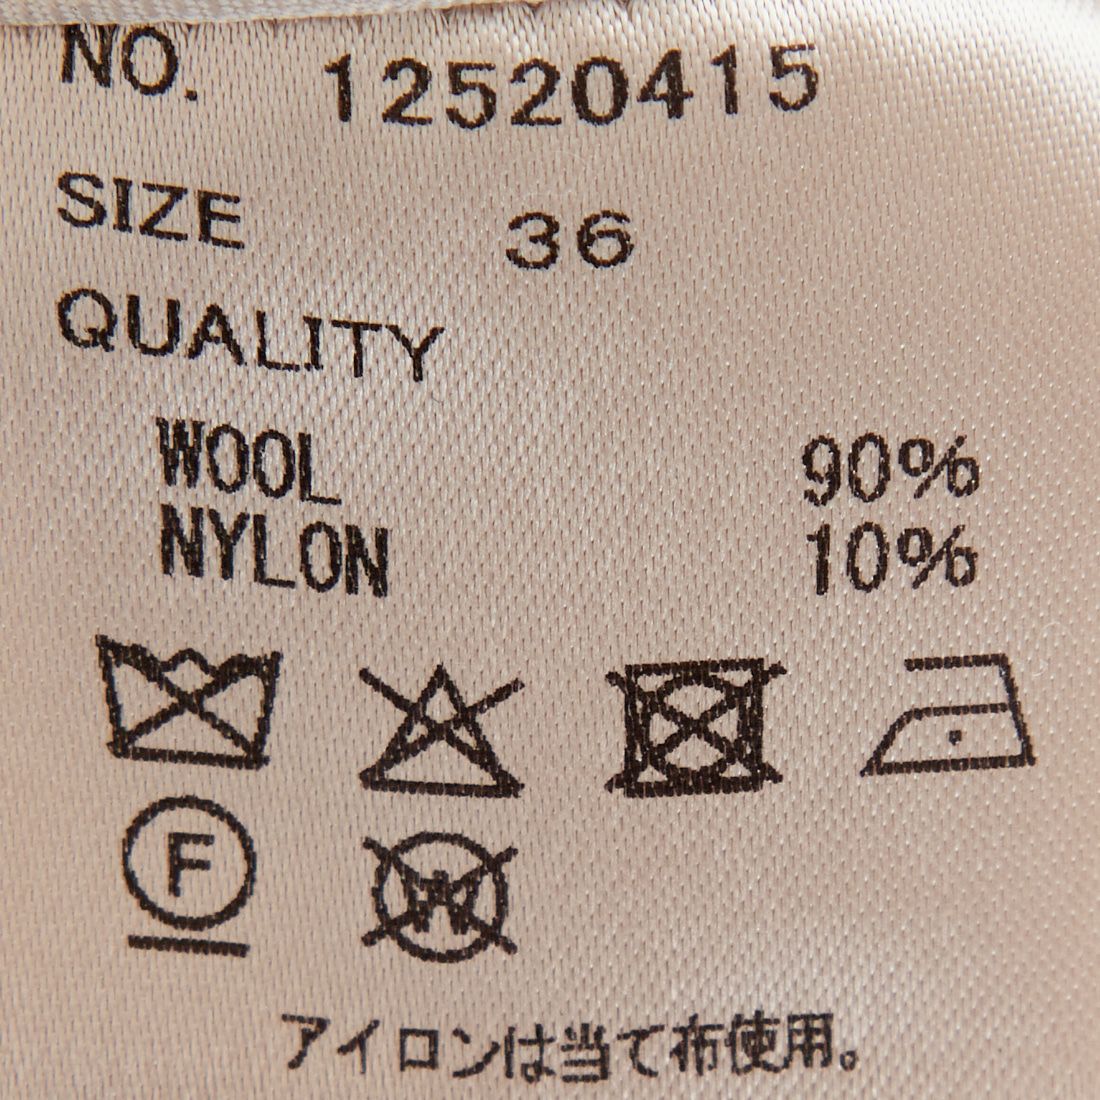 NO. 12520415
SIZE 36
QUALITY
WOOL 90%
NYLON 10%
F
W
アイロンは当て布使用。